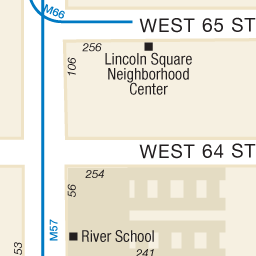 M66
WEST 65 ST
256
106
Lincoln Square
Neighborhood
Center
WEST 64 ST
254
56
M57
River School
53
241